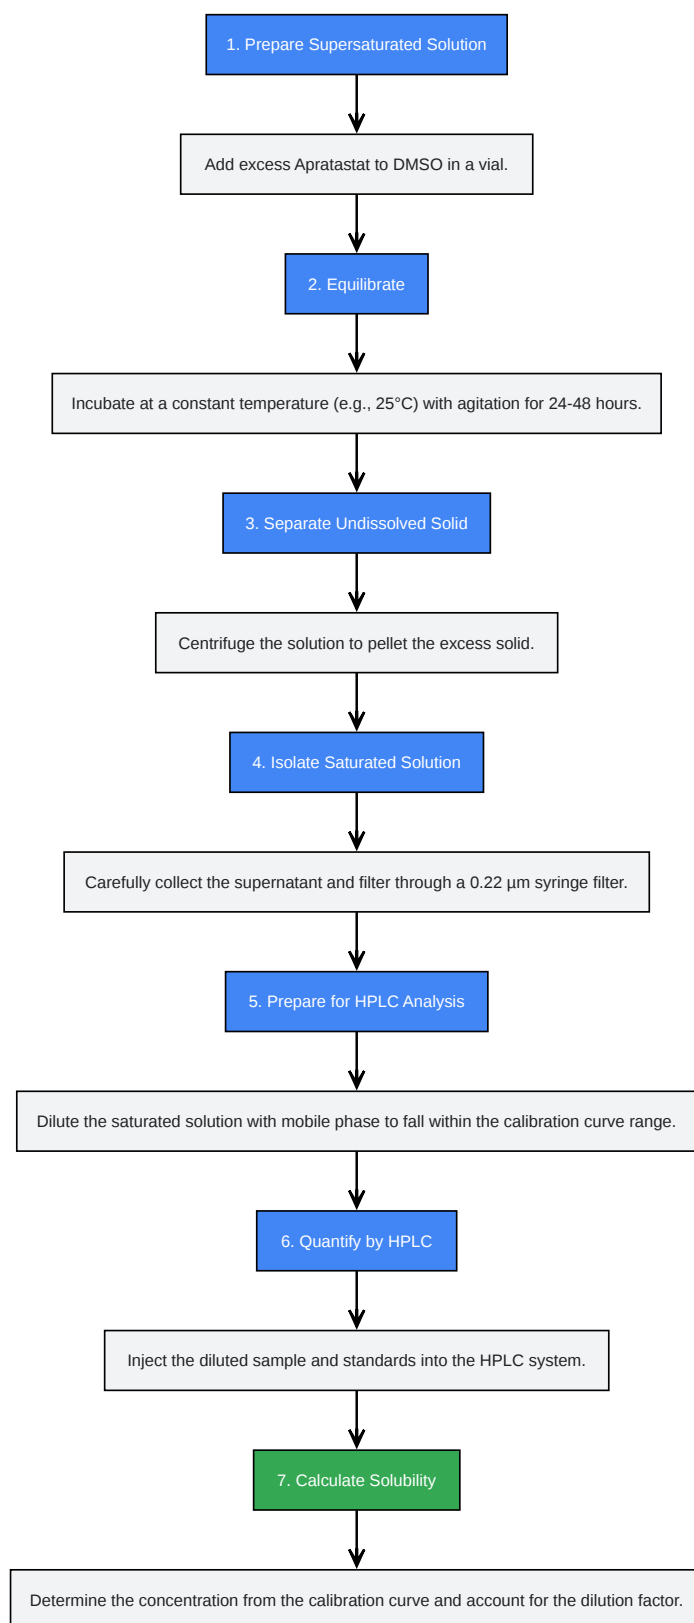 1. Prepare Supersaturated Solution
Add excess Apratastat to DMSO in a vial.
2. Equilibrate
Incubate at a constant temperature (e.g., 25°C) with agitation for 24-48 hours.
3. Separate Undissolved Solid
Centrifuge the solution to pellet the excess solid.
4. Isolate Saturated Solution
Carefully collect the supernatant and filter through a 0.22 µm syringe filter.
5. Prepare for HPLC Analysis
Dilute the saturated solution with mobile phase to fall within the calibration curve range.
6. Quantify by HPLC
Inject the diluted sample and standards into the HPLC system.
7. Calculate Solubility
Determine the concentration from the calibration curve and account for the dilution factor.